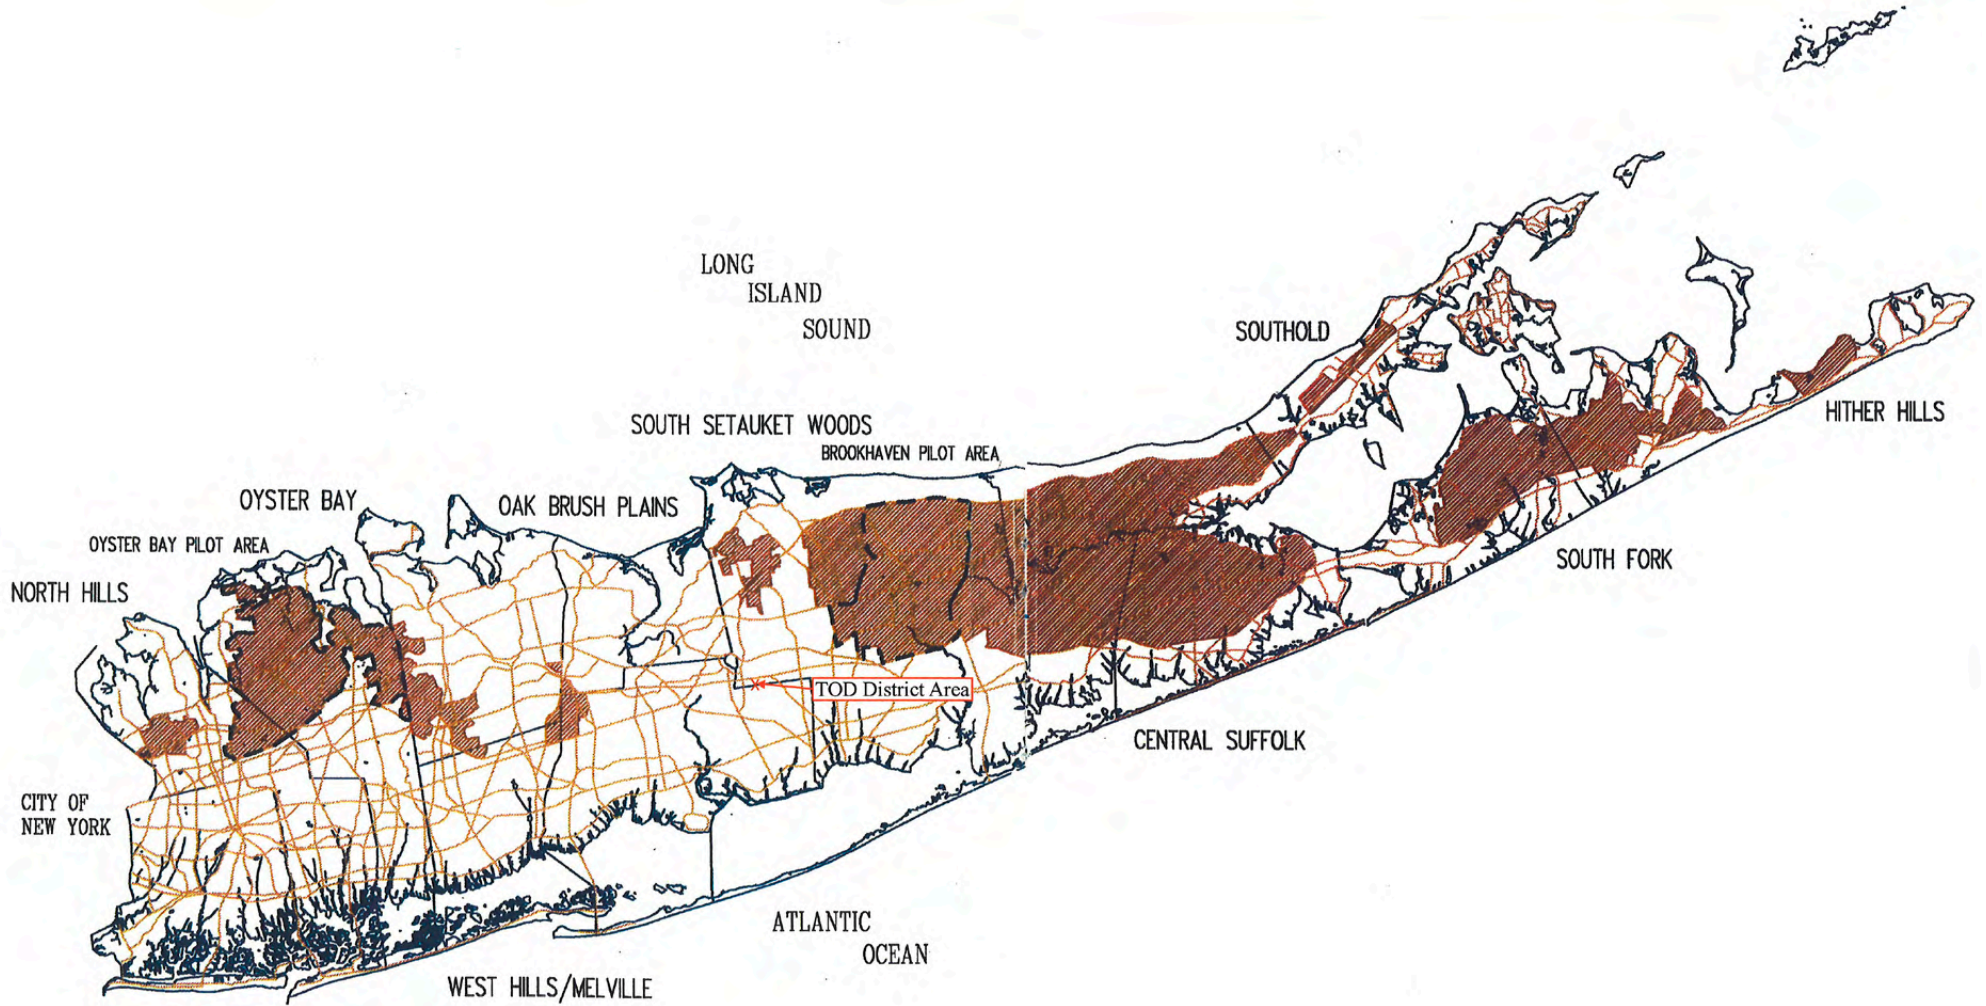 LONG
ISLAND
SOUND
SOUTHOLD
HITHER HILLS
SOUTH SETAUKET WOODS
BROOKHAVEN PILOT AREA
OYSTER BAY
OAK BRUSH PLAINS
OYSTER BAY PILOT AREA
SOUTH FORK
NORTH HILLS
TOD District Area
CENTRAL SUFFOLK
CITY OF
NEW YORK
ATLANTIC
OCEAN
WEST HILLS/MELVILLE